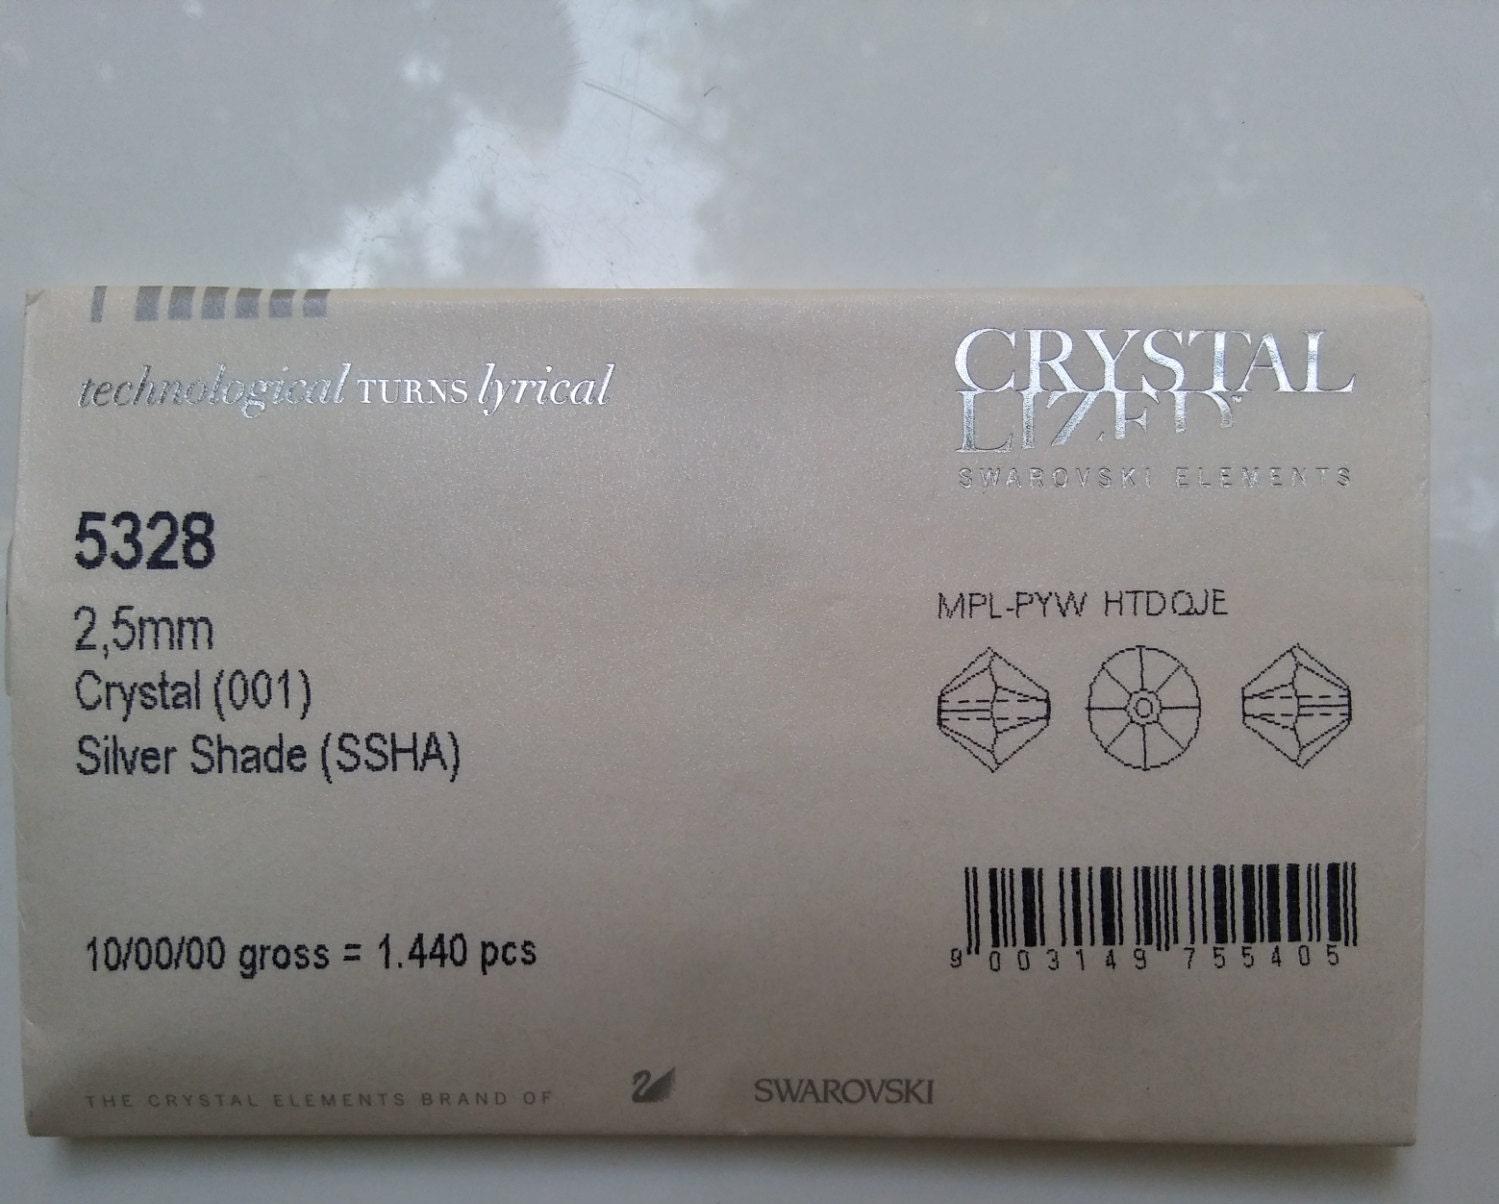 technological TURNS lyrical
CRYSTAL
LIZED™
SWAROVSKI ELEMENTS
5328
2,5mm
Crystal (001)
Silver Shade (SSHA)
MPL-PYW HTDQJE
10/00/00 gross = 1.440 pcs
9 003149 755405
THE CRYSTAL ELEMENTS BRAND OF
SWAROVSKI